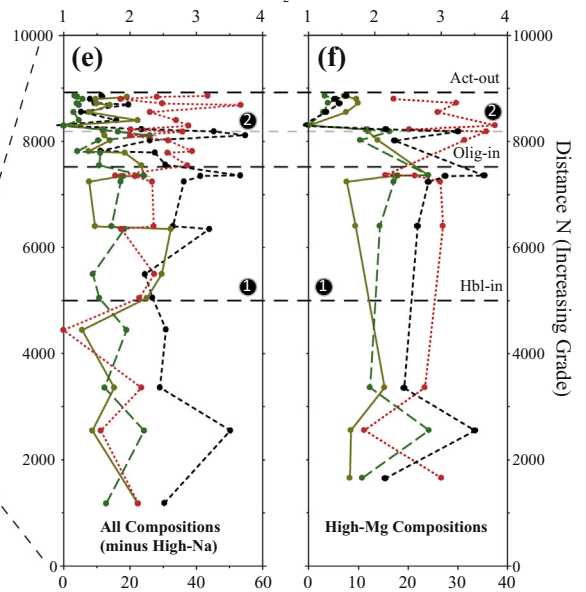 2
1 2 3 4 1 2 3 4
10000 (e) (f) 10000
Act-out
2 2
8000 8000
Olig-in
6000 6000
1 1 Hbl-in
4000 4000
2000 2000
All Compositions
(minus High-Na)
High-Mg Compositions
0 0
0 20 40 60 0 10 20 30 40
Distance N (Increasing Grade)